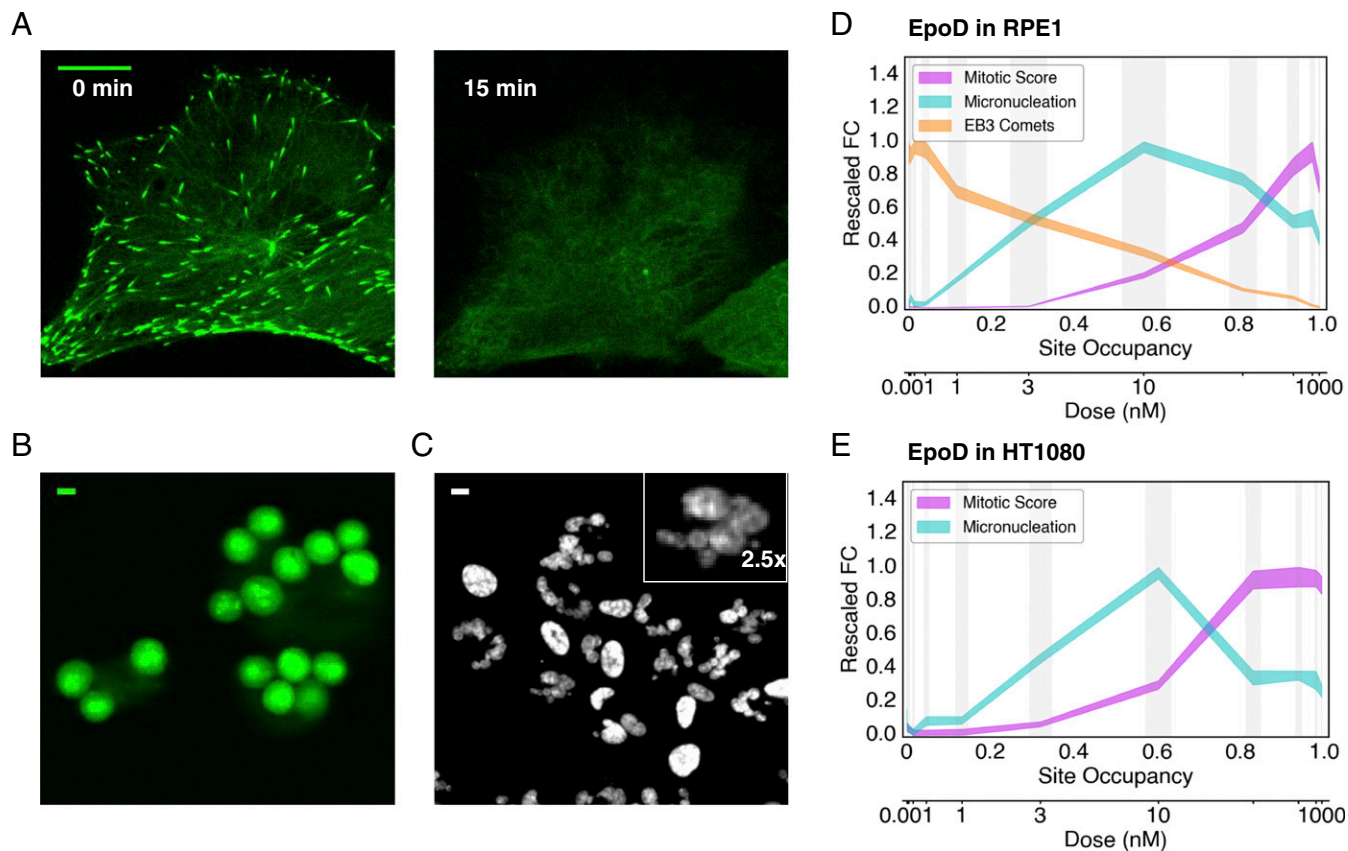 A
0 min
15 min
B
C
2.5x
D
EpoD in RPE1
Mitotic Score
Micronucleation
EB3 Comets
Rescaled FC
1.4
1.2
1.0
0.8
0.6
0.4
0.2
0.0
0 0.2 0.4 0.6 0.8 1.0
Site Occupancy
0.001 1 3 10 1000
Dose (nM)
E
EpoD in HT1080
Mitotic Score
Micronucleation
Rescaled FC
1.4
1.2
1.0
0.8
0.6
0.4
0.2
0.0
0 0.2 0.4 0.6 0.8 1.0
Site Occupancy
0.001 1 3 10 1000
Dose (nM)